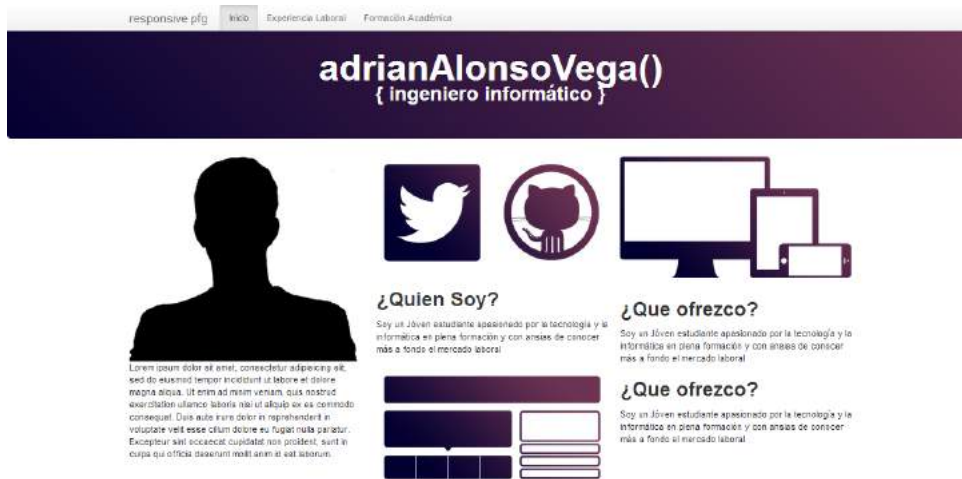 responsive pfg Inicio Experiencia Laboral Formación Académica
adrianAlonsoVega()
{ ingeniero informático }
Lorem ipsum dolor sit amet, consectetur adipisicing elit,
sed do eiusmod tempor incididunt ut labore et dolore
magna aliqua. Ut enim ad minim veniam, quis nostrud
exercitation ullamco laboris nisi ut aliquip ex ea commodo
consequat. Duis aute irure dolor in reprehenderit in
voluptate velit esse cillum dolore eu fugiat nulla pariatur.
Excepteur sint occaecat cupidatat non proident, sunt in
culpa qui officia deserunt mollit anim id est laborum.
¿Quien Soy?
Soy un Jóven estudiante apasionado por la tecnología y la
informática en plena formación y con ansias de conocer
más a fondo el mercado laboral
¿Que ofrezco?
Soy un Jóven estudiante apasionado por la tecnología y la
informática en plena formación y con ansias de conocer
más a fondo el mercado laboral
¿Que ofrezco?
Soy un Jóven estudiante apasionado por la tecnología y la
informática en plena formación y con ansias de conocer
más a fondo el mercado laboral